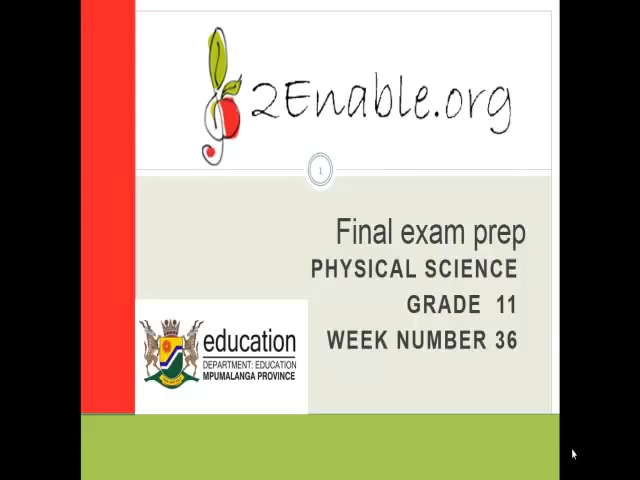 2Enable.org
1
Final exam prep
PHYSICAL SCIENCE
GRADE 11
WEEK NUMBER 36
education
DEPARTMENT: EDUCATION
MPUMALANGA PROVINCE